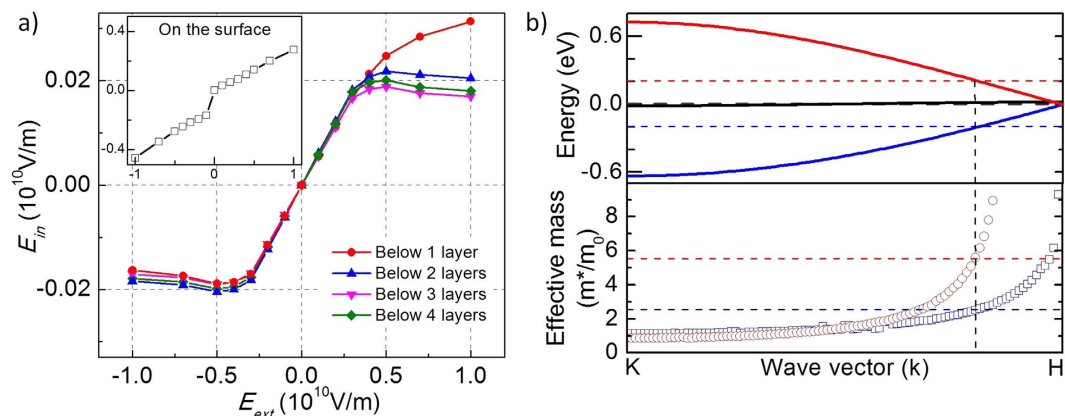 a)
On the surface
0.4
0.0
-0.4
-1
0
1
0.02
0.00
-0.02
E_in (10^10 V/m)
Below 1 layer
Below 2 layers
Below 3 layers
Below 4 layers
-1.0
-0.5
0.0
0.5
1.0
E_ext (10^10 V/m)
b)
0.6
0.0
-0.6
Energy (eV)
8
6
4
2
0
Effective mass
(m*/m_0)
K
Wave vector (k)
H